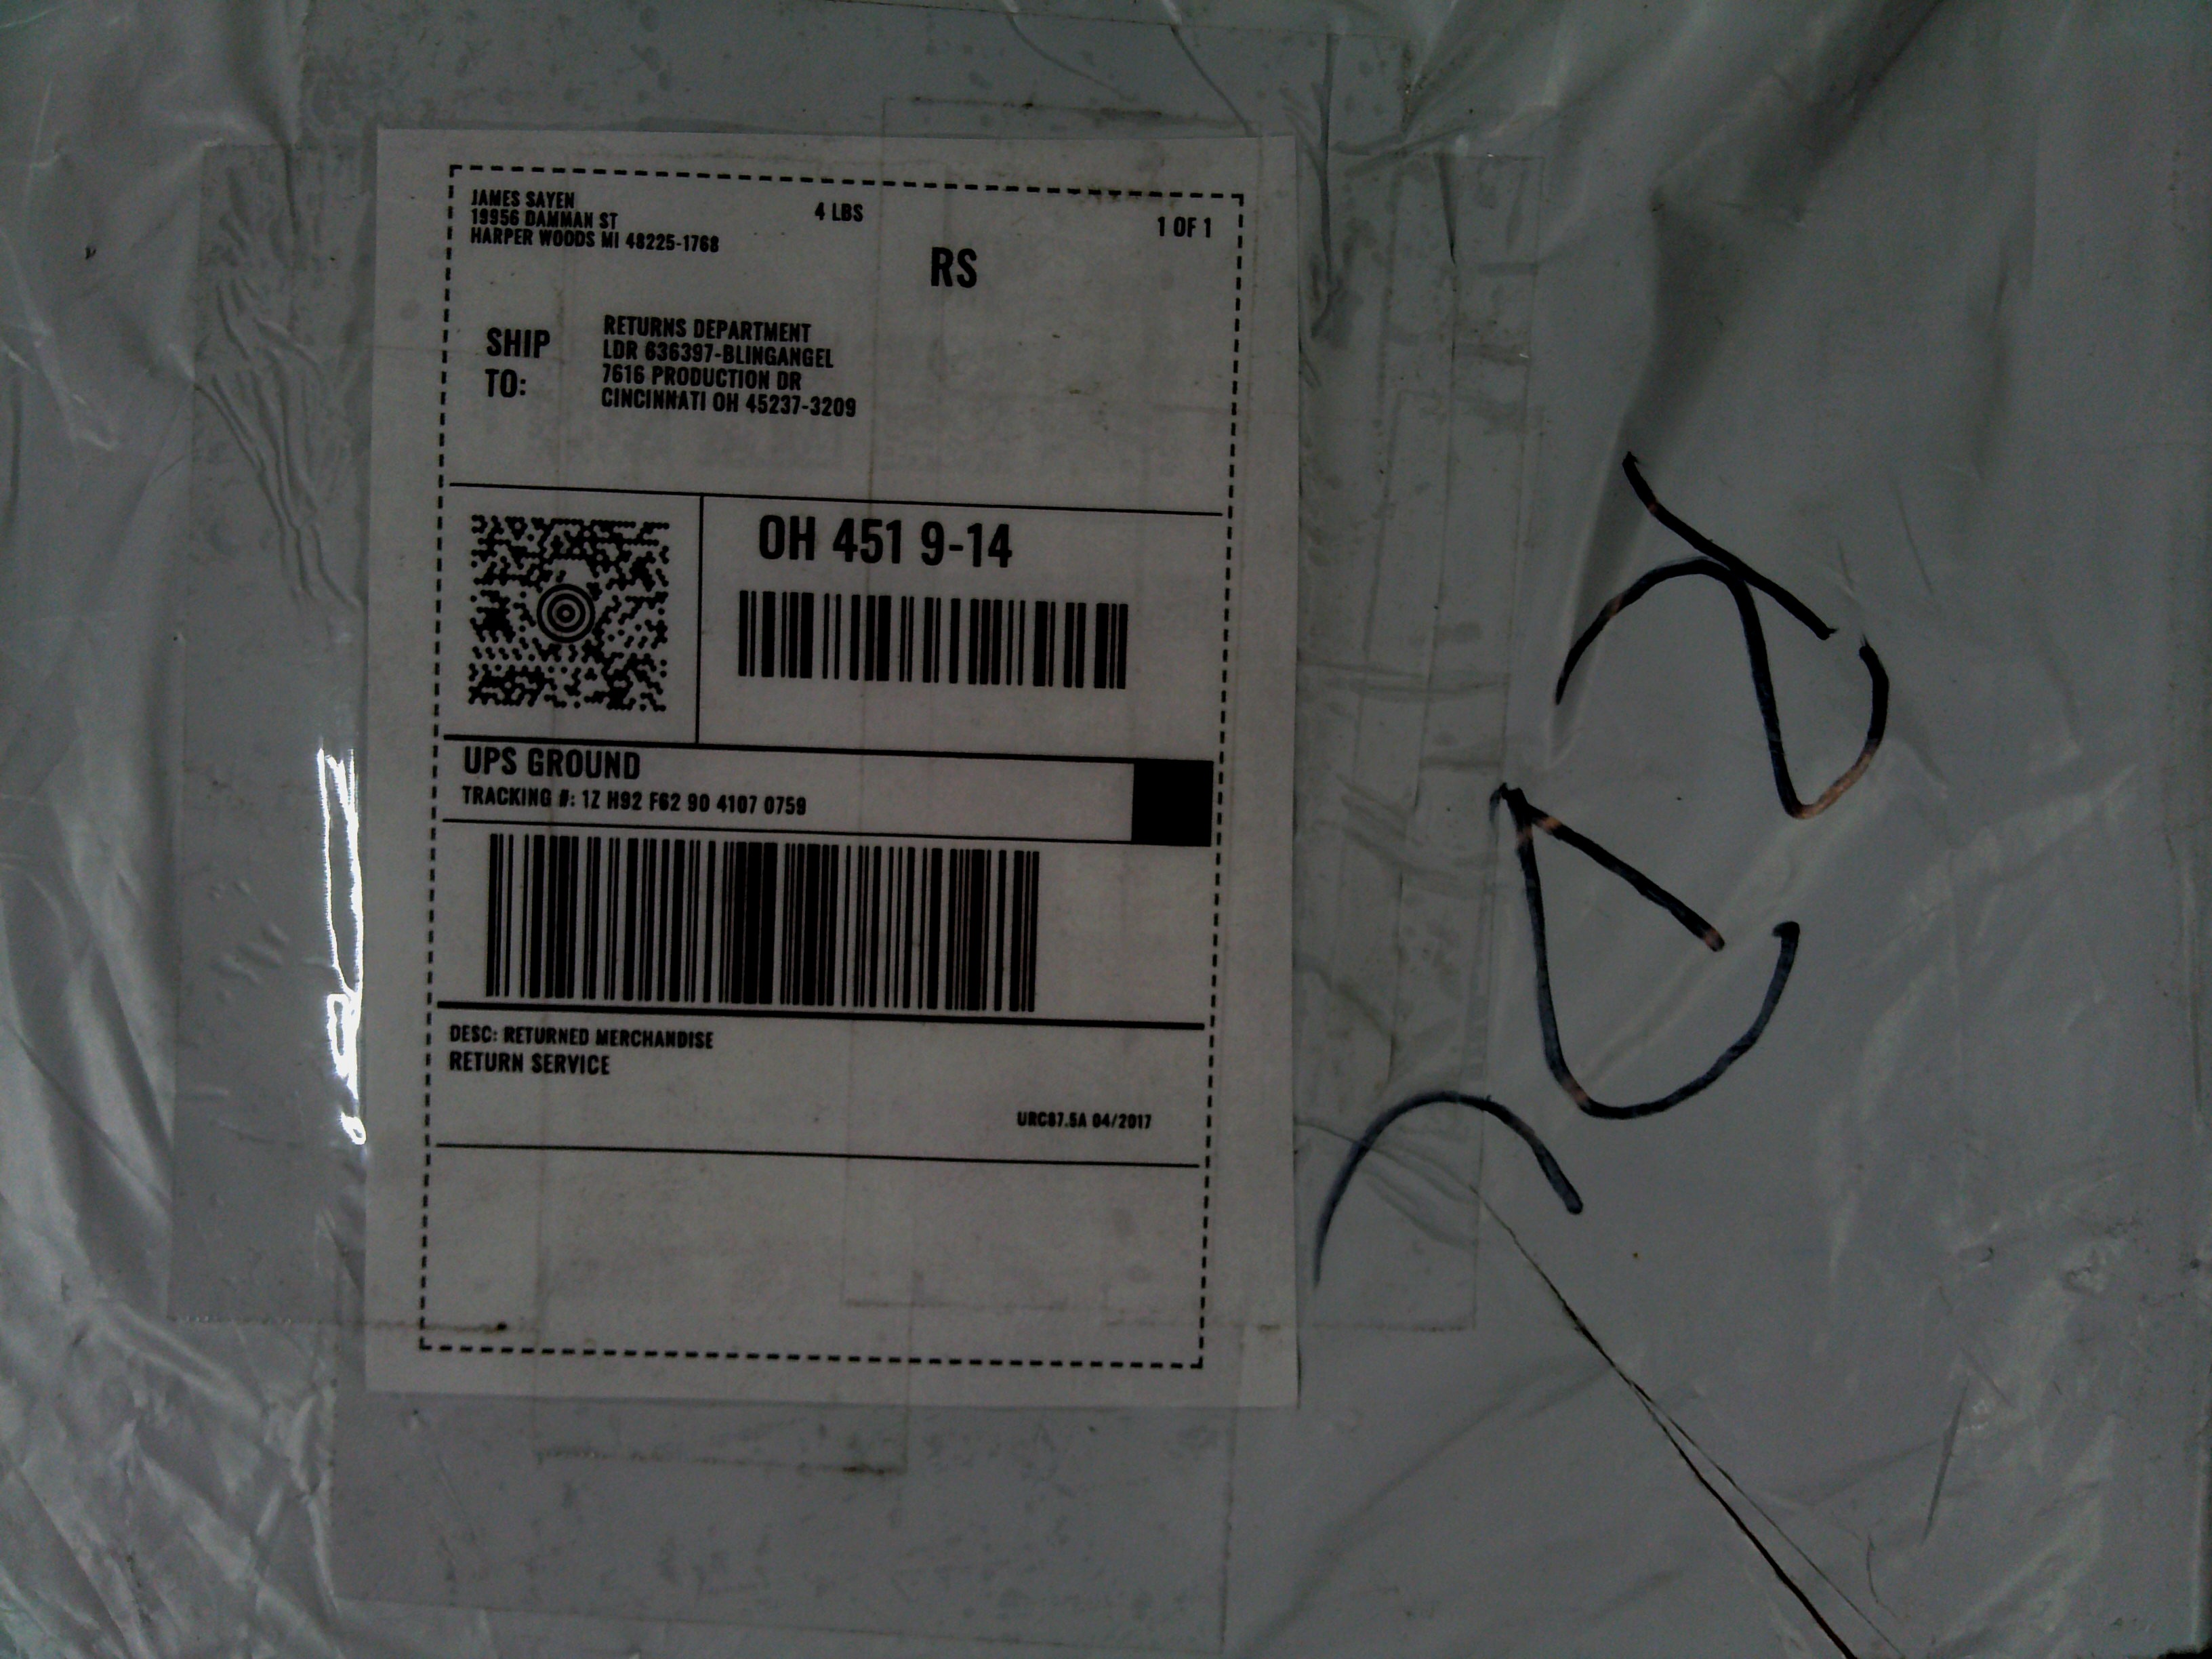 JAMES SAYEN
19956 DAMMAN ST
HARPER WOODS MI 48225-1768
4 LBS
1 OF 1
RS
SHIP TO:
RETURNS DEPARTMENT
LDR 636397-BLINGANGEL
7616 PRODUCTION DR
CINCINNATI OH 45237-3209
OH 451 9-14
UPS GROUND
TRACKING #: 1Z H92 F62 90 4107 0759
DESC: RETURNED MERCHANDISE
RETURN SERVICE
URC87.5A 04/2017